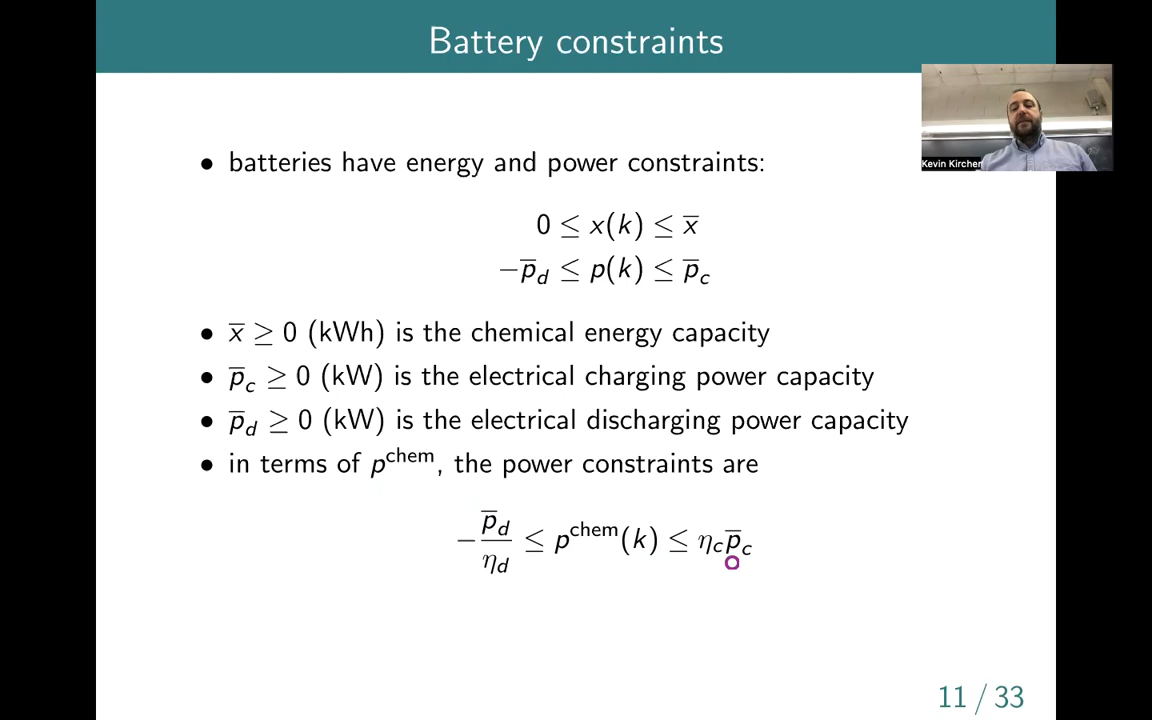 Battery constraints
Kevin Kircher
• batteries have energy and power constraints:
0 ≤ x(k) ≤ x̅
−p̅_d ≤ p(k) ≤ p̅_c
• x̅ ≥ 0 (kWh) is the chemical energy capacity
• p̅_c ≥ 0 (kW) is the electrical charging power capacity
• p̅_d ≥ 0 (kW) is the electrical discharging power capacity
• in terms of p^chem, the power constraints are
−p̅_d/η_d ≤ p^chem(k) ≤ η_c p̅_c
11 / 33